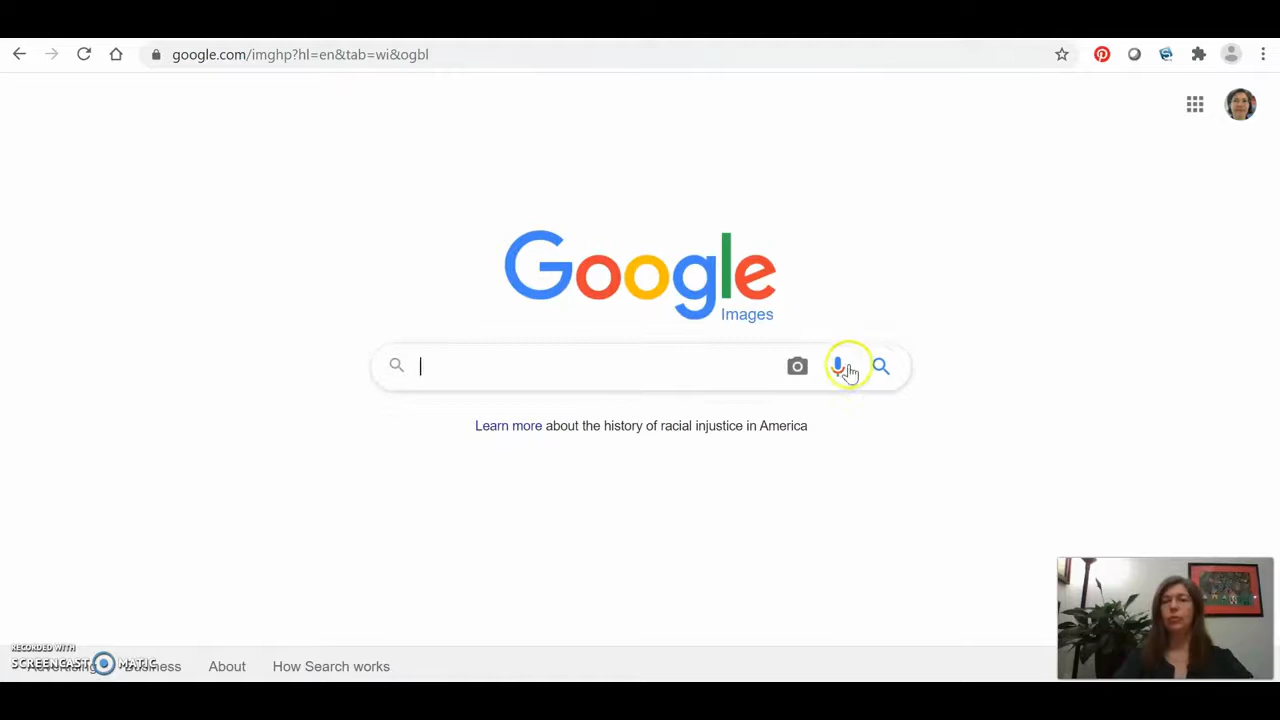 google.com/imghp?hl=en&tab=wi&ogbl
Google
Images
Learn more about the history of racial injustice in America
RECORDED WITH
SCREENCAST MATIC
Advertising Business About How Search works